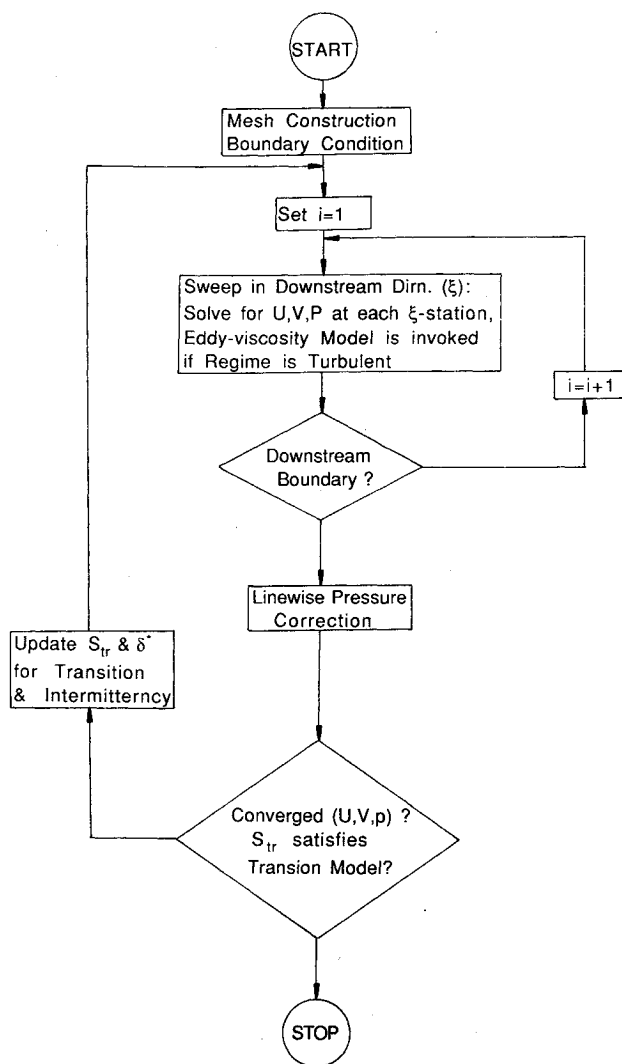 START
Mesh Construction
Boundary Condition
Set i=1
Sweep in Downstream Dirn. (ξ):
Solve for U,V,P at each ξ-station,
Eddy-viscosity Model is invoked
if Regime is Turbulent
i=i+1
Downstream
Boundary ?
Linewise Pressure
Correction
Update S_tr & δ*
for Transition
& Intermitterncy
Converged (U,V,p) ?
S_tr satisfies
Transion Model?
STOP